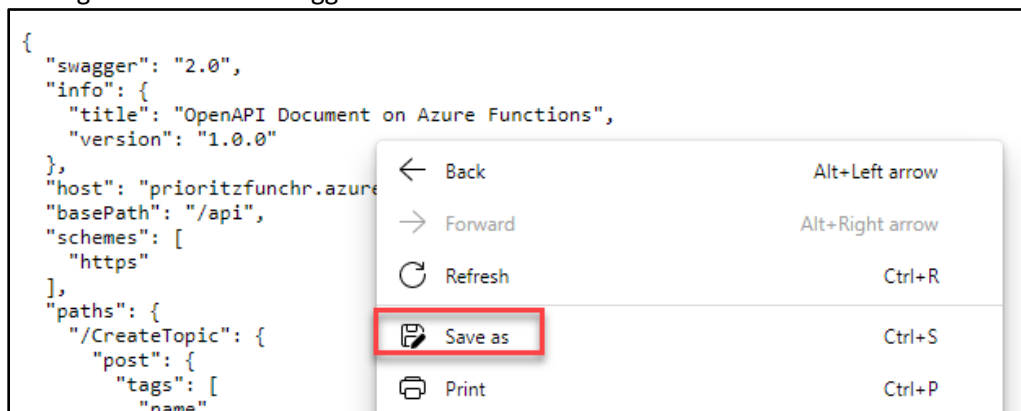 {
"swagger": "2.0",
"info": {
"title": "OpenAPI Document on Azure Functions",
"version": "1.0.0"
},
"host": "prioritzfunchr.azure
"basePath": "/api",
"schemes": [
"https"
],
"paths": {
"/CreateTopic": {
"post": {
"tags": [
"name"
Back Alt+Left arrow
Forward Alt+Right arrow
Refresh Ctrl+R
Save as Ctrl+S
Print Ctrl+P